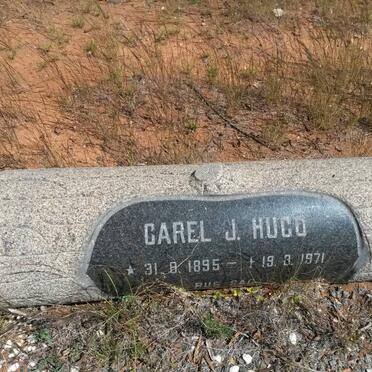 CAREL J. HUGO
★ 31.8.1895 – † 19.3.1971